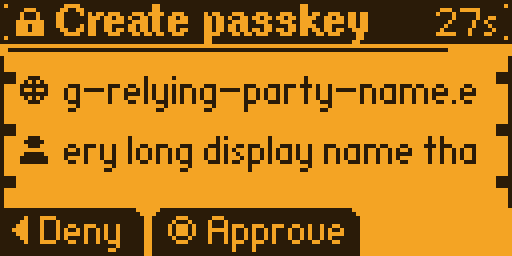 Create passkey 27s
g-relying-party-name.e
ery long display name tha
Deny Approve